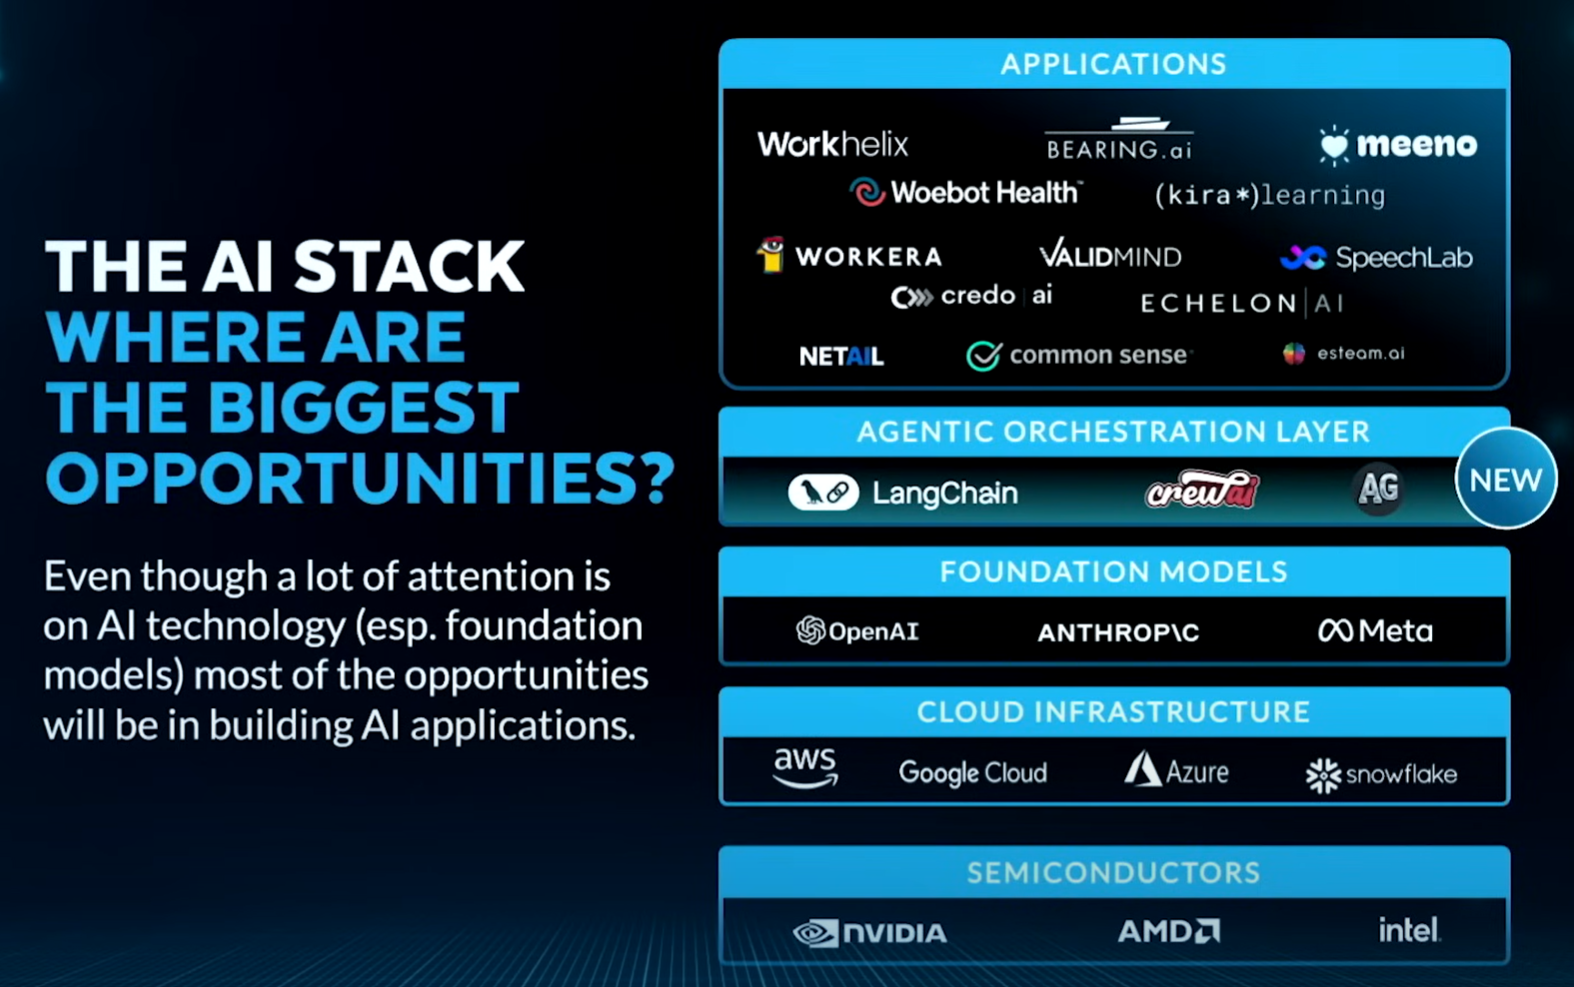 THE AI STACK
WHERE ARE
THE BIGGEST
OPPORTUNITIES?
Even though a lot of attention is
on AI technology (esp. foundation
models) most of the opportunities
will be in building AI applications.
APPLICATIONS
Workhelix
BEARING.ai
meeno
Woebot Health™
(kira*)learning
WORKERA
VALIDMIND
SpeechLab
credo ai
ECHELON|AI
NETAIL
common sense
esteam.ai
AGENTIC ORCHESTRATION LAYER
NEW
LangChain
crewai
AG
FOUNDATION MODELS
OpenAI
ANTHROP\C
Meta
CLOUD INFRASTRUCTURE
aws
Google Cloud
Azure
snowflake
SEMICONDUCTORS
NVIDIA
AMD
intel.